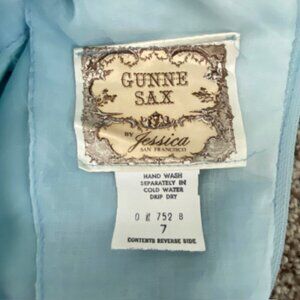 GUNNE
SAX
BY Jessica
SAN FRANCISCO
HAND WASH
SEPARATELY IN
COLD WATER
DRIP DRY
752 B
7
CONTENTS REVERSE SIDE